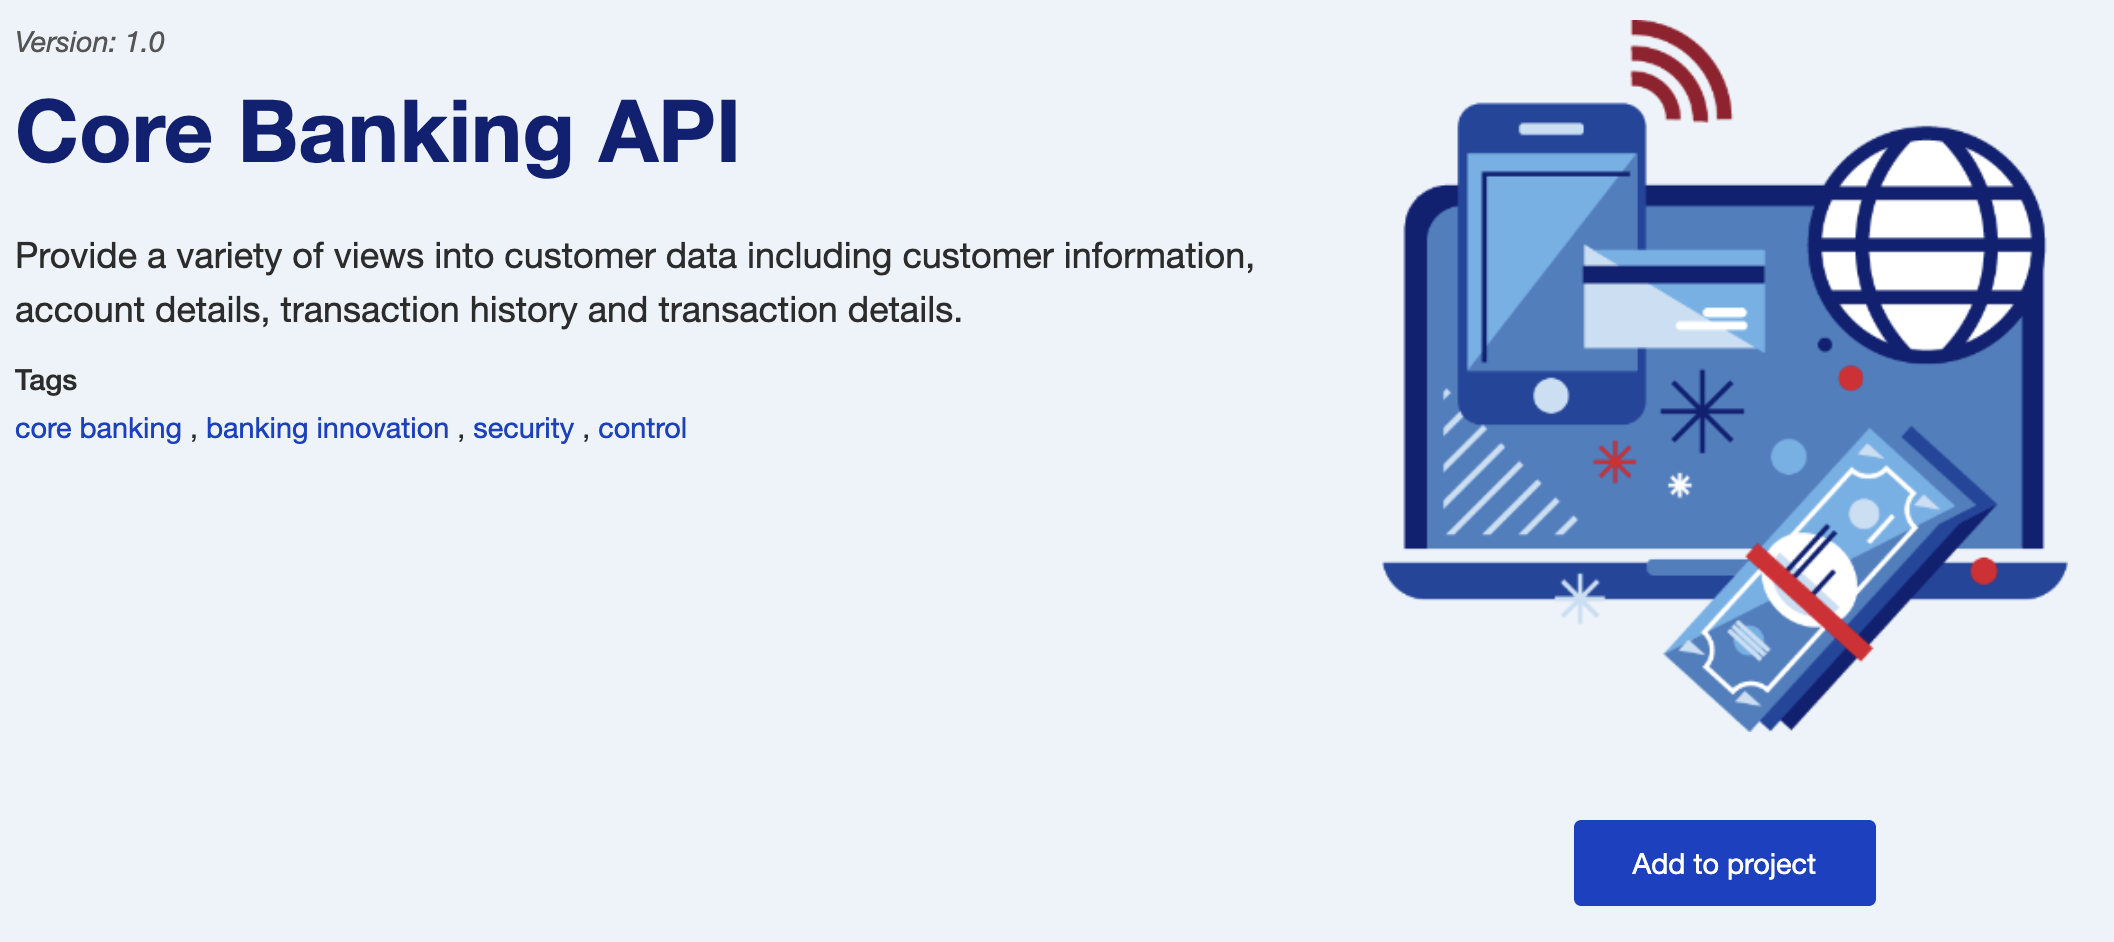 Version: 1.0
Core Banking API
Provide a variety of views into customer data including customer information,
account details, transaction history and transaction details.
Tags
core banking , banking innovation , security , control
Add to project